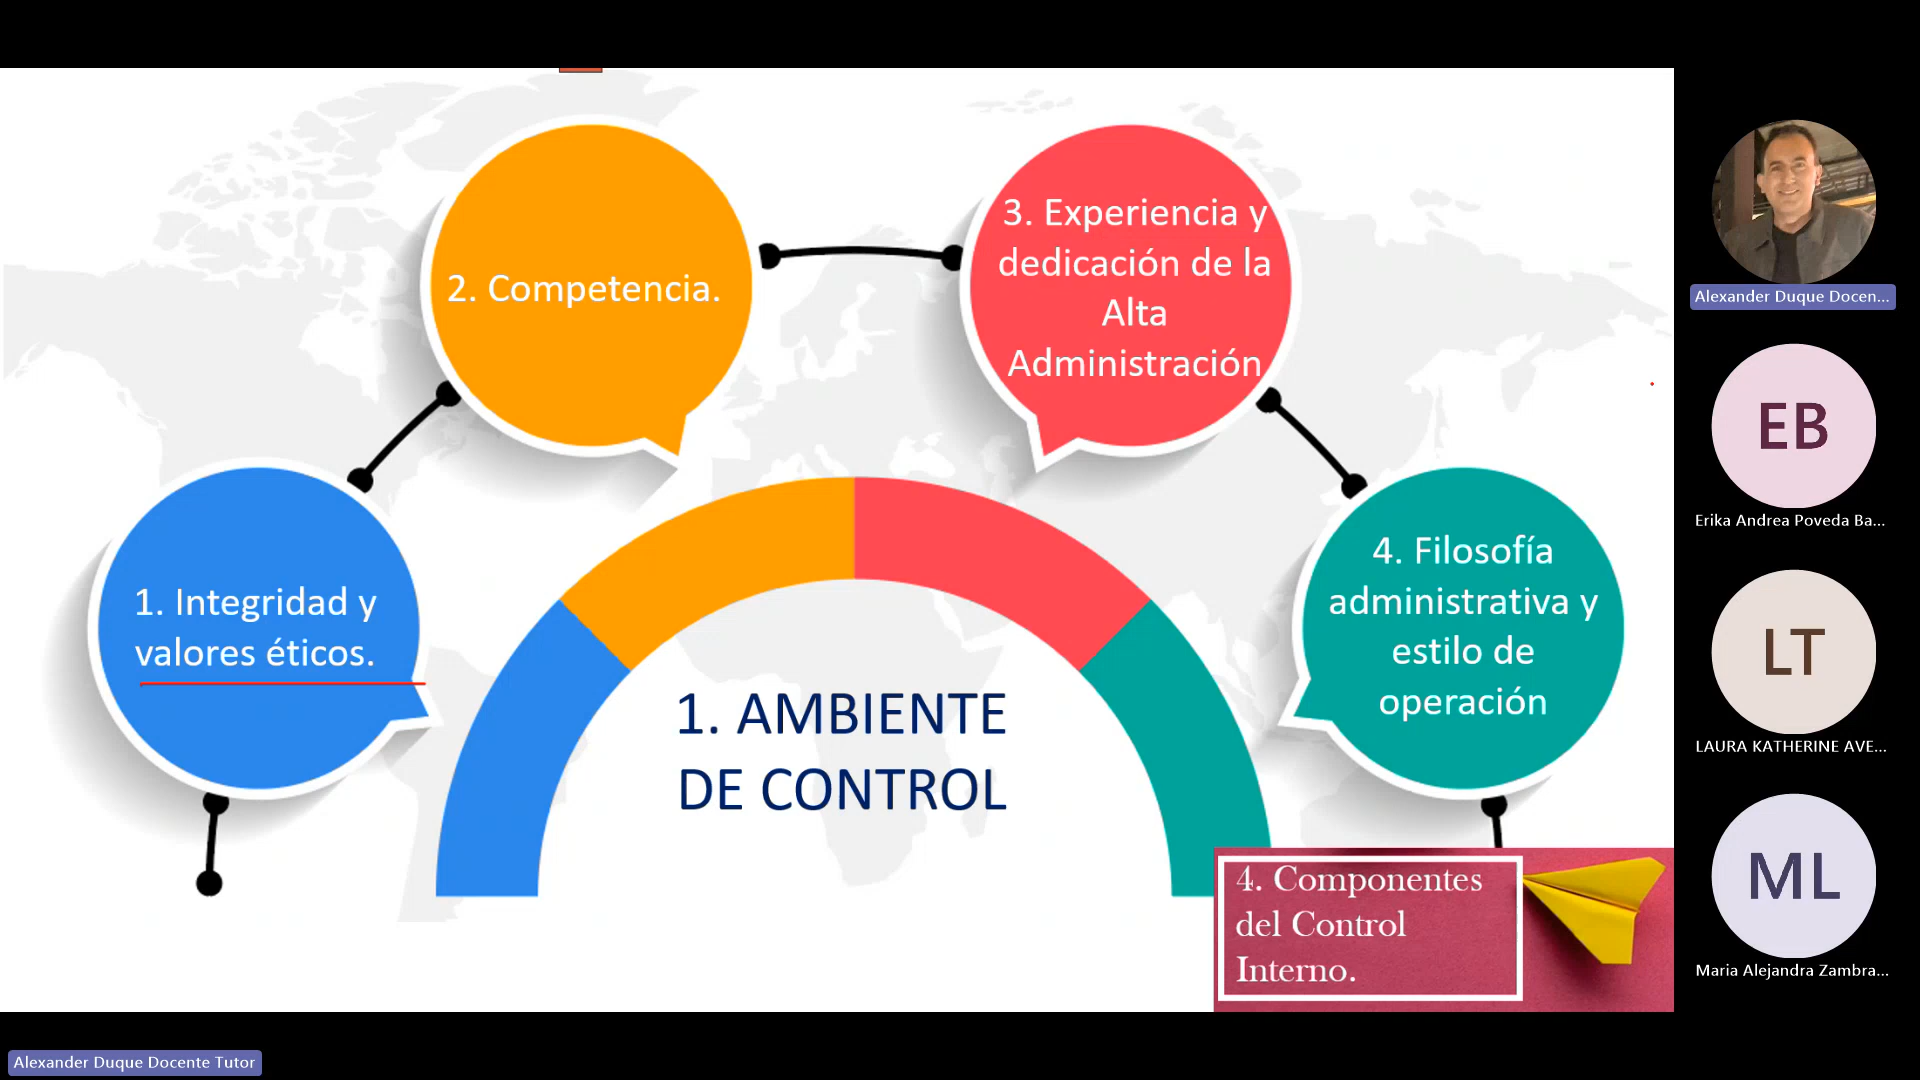 2. Competencia.
3. Experiencia y
dedicación de la
Alta
Administración
1. Integridad y
valores éticos.
4. Filosofía
administrativa y
estilo de
operación
1. AMBIENTE
DE CONTROL
4. Componentes
del Control
Interno.
Alexander Duque Docen...
EB
Erika Andrea Poveda Ba...
LT
LAURA KATHERINE AVE...
ML
Maria Alejandra Zambra...
Alexander Duque Docente Tutor